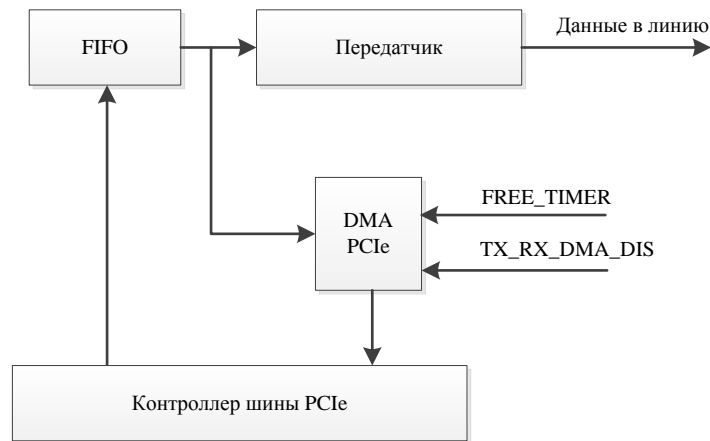 Данные в линию
FIFO
Передатчик
DMA
PCIe
FREE_TIMER
TX_RX_DMA_DIS
Контроллер шины PCIe